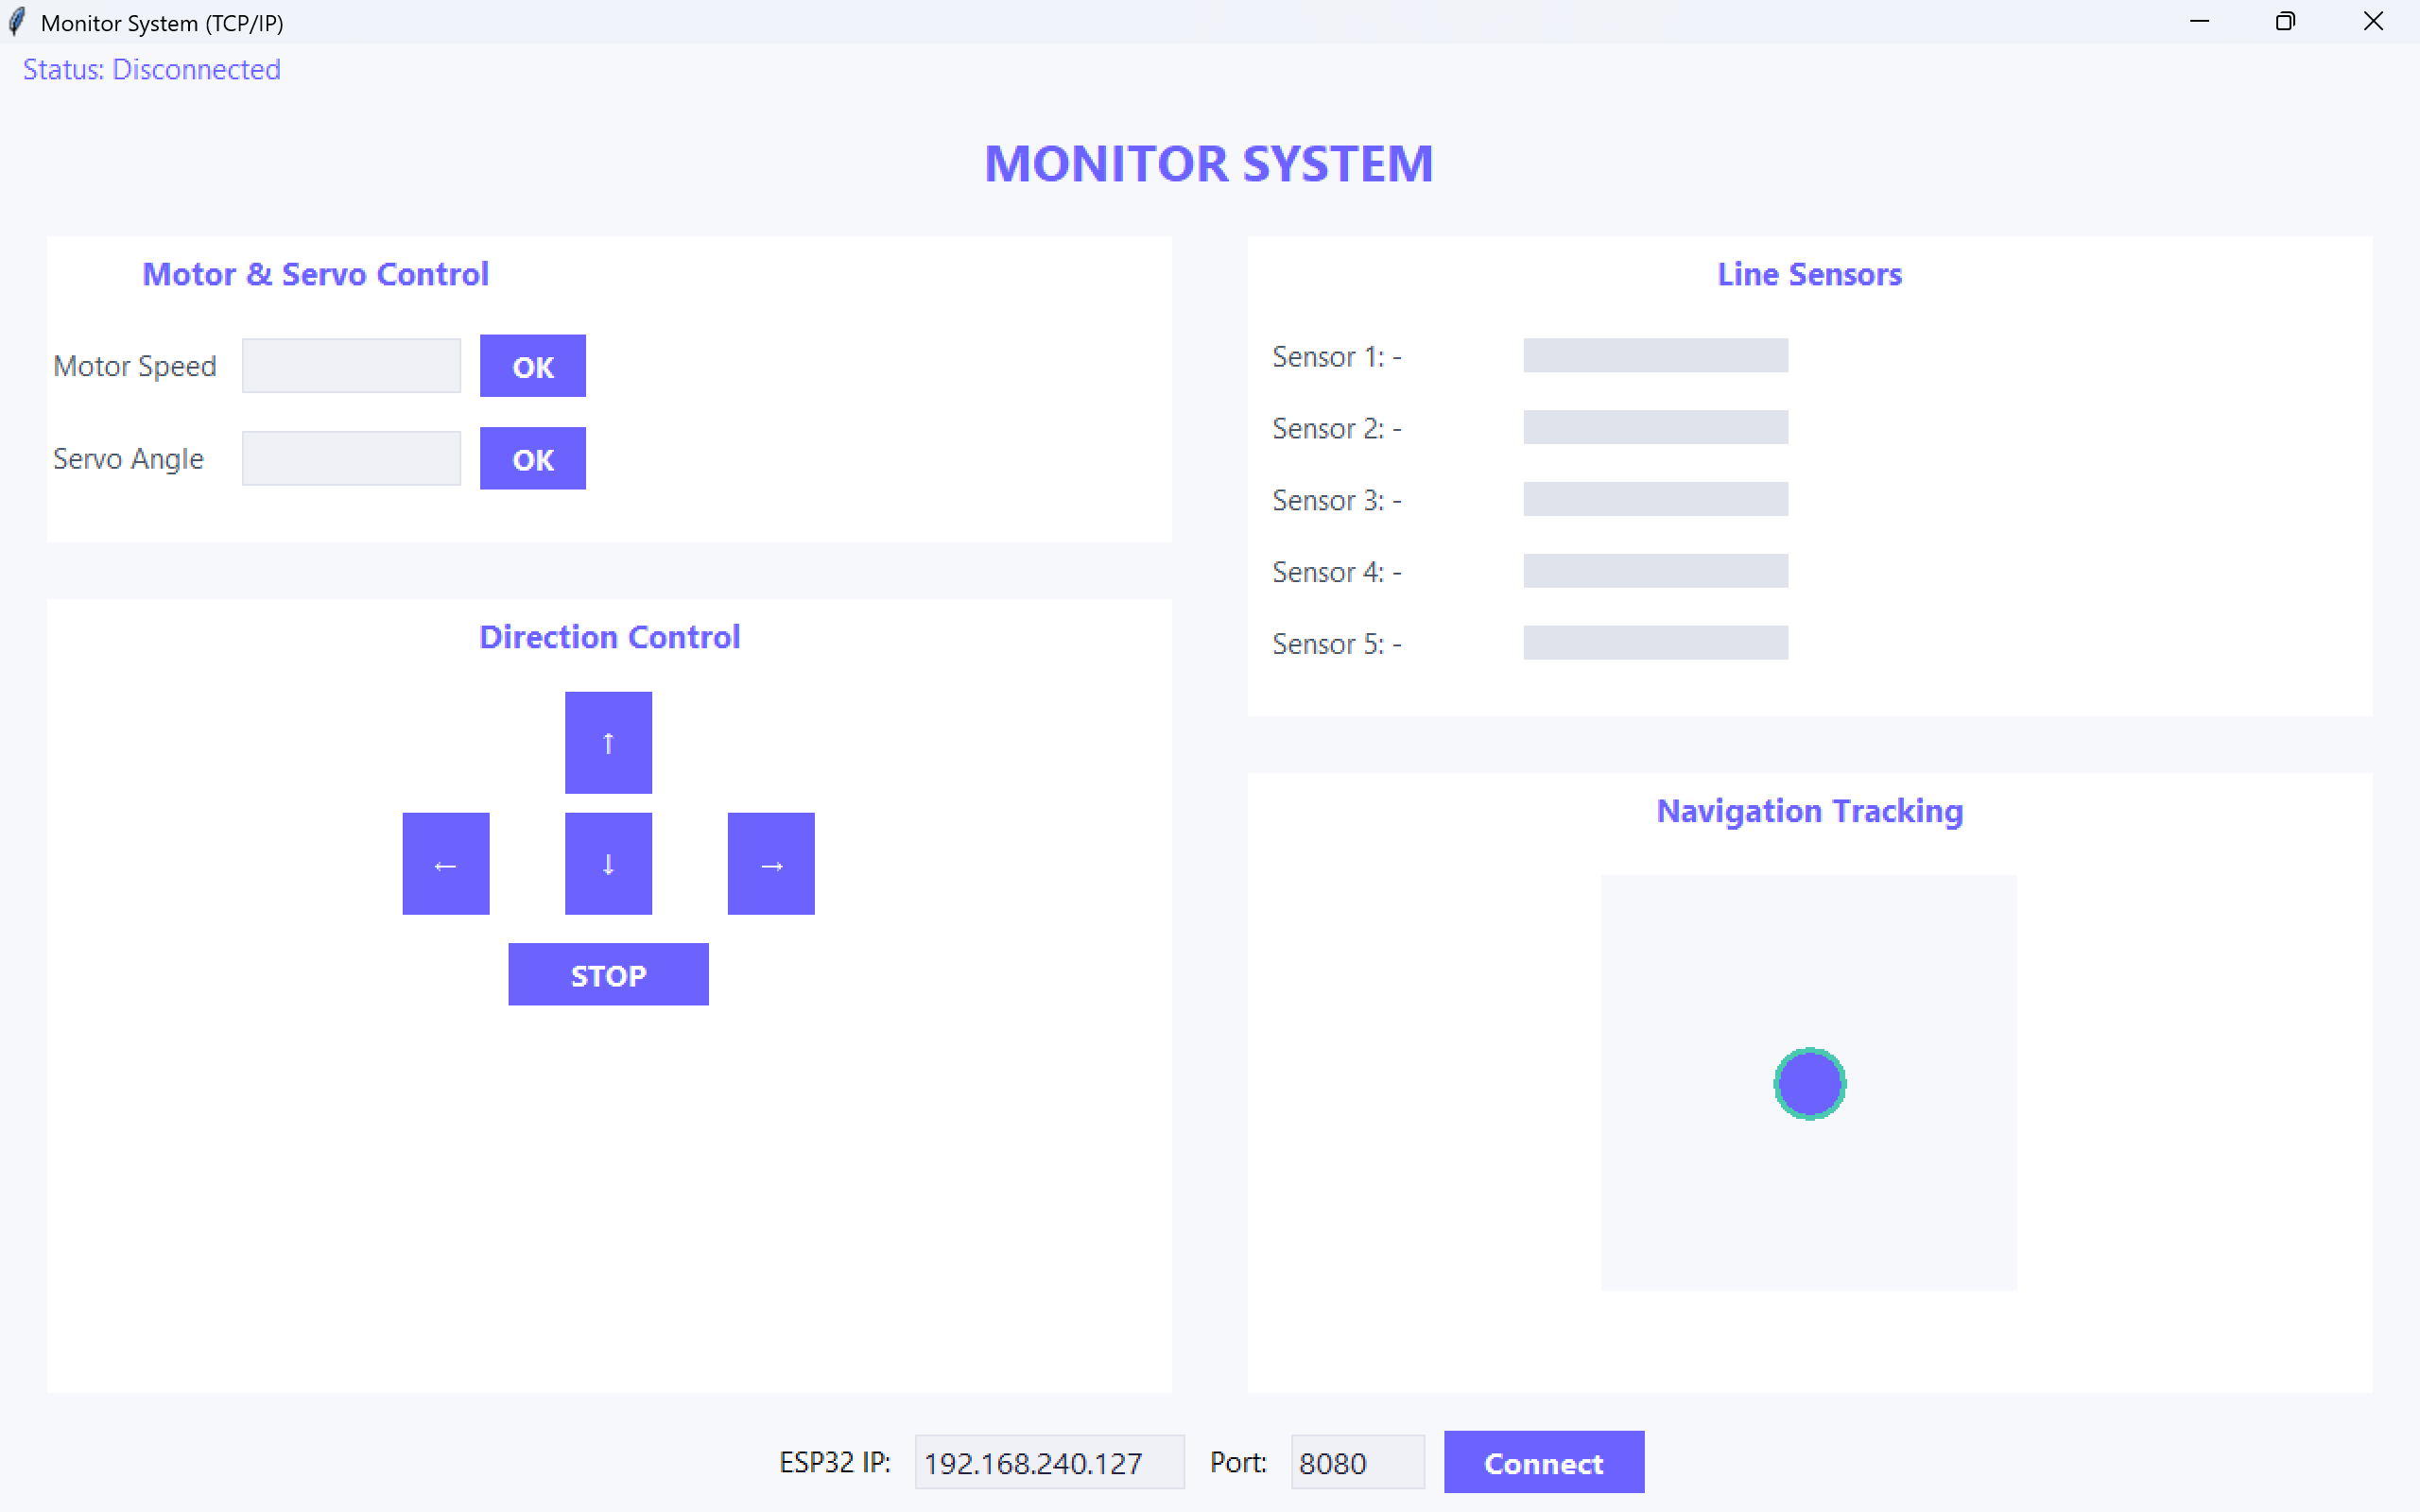 Monitor System (TCP/IP)
Status: Disconnected
MONITOR SYSTEM
Motor & Servo Control
Motor Speed OK
Servo Angle OK
Direction Control
↑
← ↓ →
STOP
Line Sensors
Sensor 1: -
Sensor 2: -
Sensor 3: -
Sensor 4: -
Sensor 5: -
Navigation Tracking
ESP32 IP: 192.168.240.127 Port: 8080 Connect